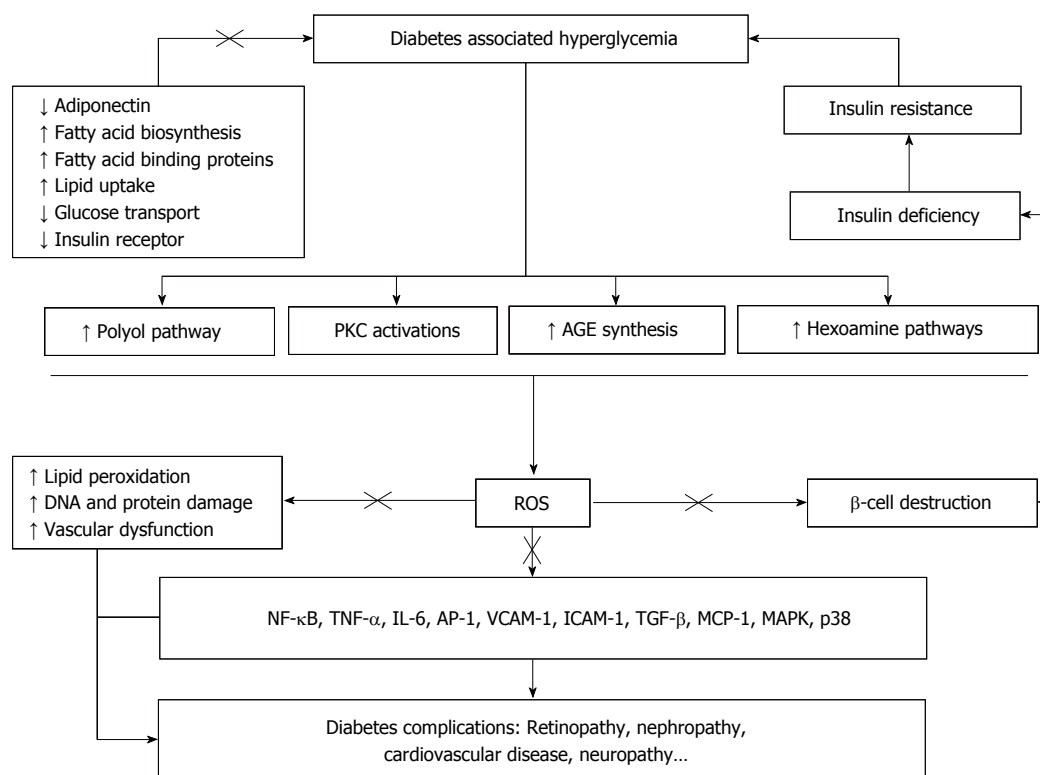 Diabetes associated hyperglycemia
↓ Adiponectin
↑ Fatty acid biosynthesis
↑ Fatty acid binding proteins
↑ Lipid uptake
↓ Glucose transport
↓ Insulin receptor
Insulin resistance
Insulin deficiency
↑ Polyol pathway
PKC activations
↑ AGE synthesis
↑ Hexoamine pathways
↑ Lipid peroxidation
↑ DNA and protein damage
↑ Vascular dysfunction
ROS
β-cell destruction
NF-κB, TNF-α, IL-6, AP-1, VCAM-1, ICAM-1, TGF-β, MCP-1, MAPK, p38
Diabetes complications: Retinopathy, nephropathy,
cardiovascular disease, neuropathy…